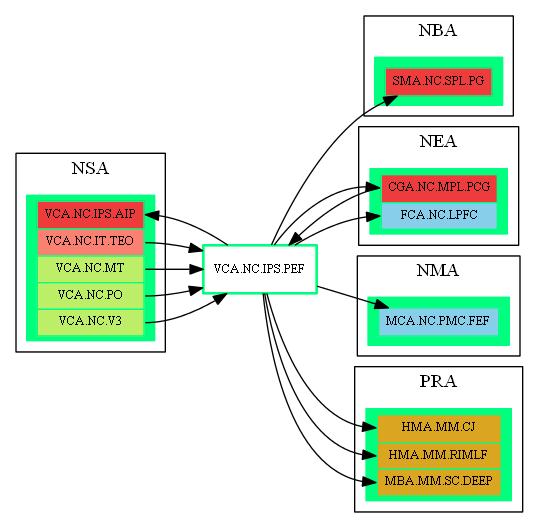 NBA
SMA.NC.SPL.PG
NEA
CGA.NC.MPL.PCG
FCA.NC.LPFC
NSA
VCA.NC.IPS.AIP
VCA.NC.IT.TEO
VCA.NC.MT
VCA.NC.PO
VCA.NC.V3
VCA.NC.IPS.PEF
NMA
MCA.NC.PMC.FEF
PRA
HMA.MM.CJ
HMA.MM.RIMLF
MBA.MM.SC.DEEP